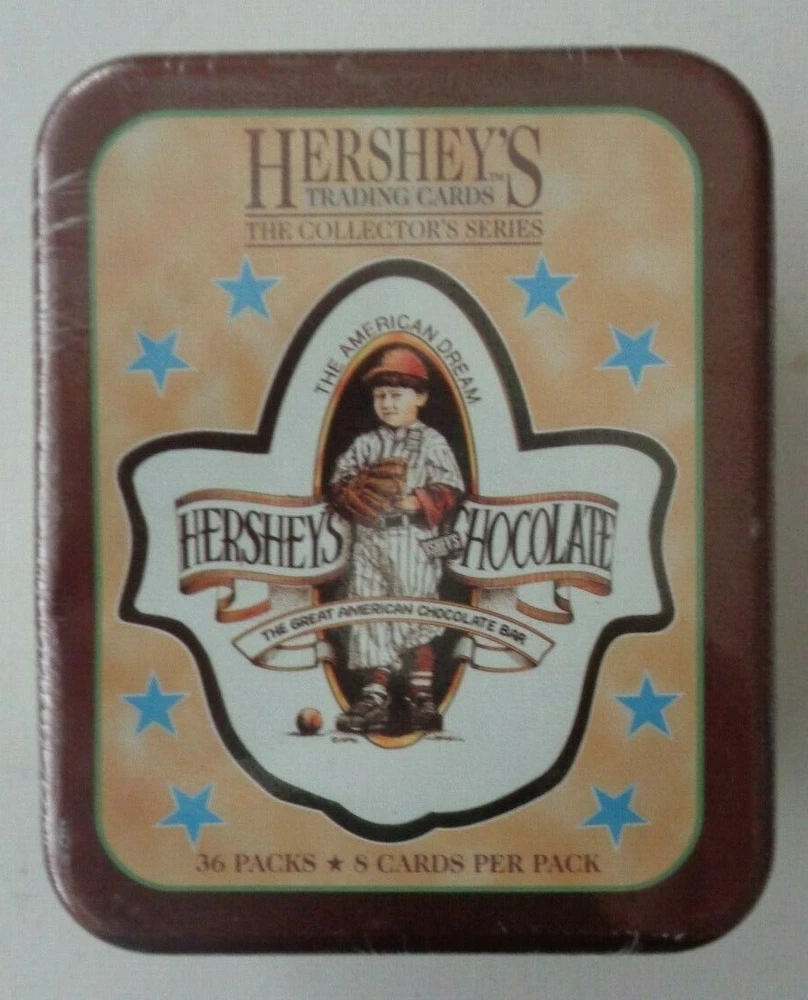 HERSHEY'S™
TRADING CARDS
THE COLLECTOR'S SERIES
THE AMERICAN DREAM
HERSHEY'S CHOCOLATE
THE GREAT AMERICAN CHOCOLATE BAR
36 PACKS ★ 8 CARDS PER PACK